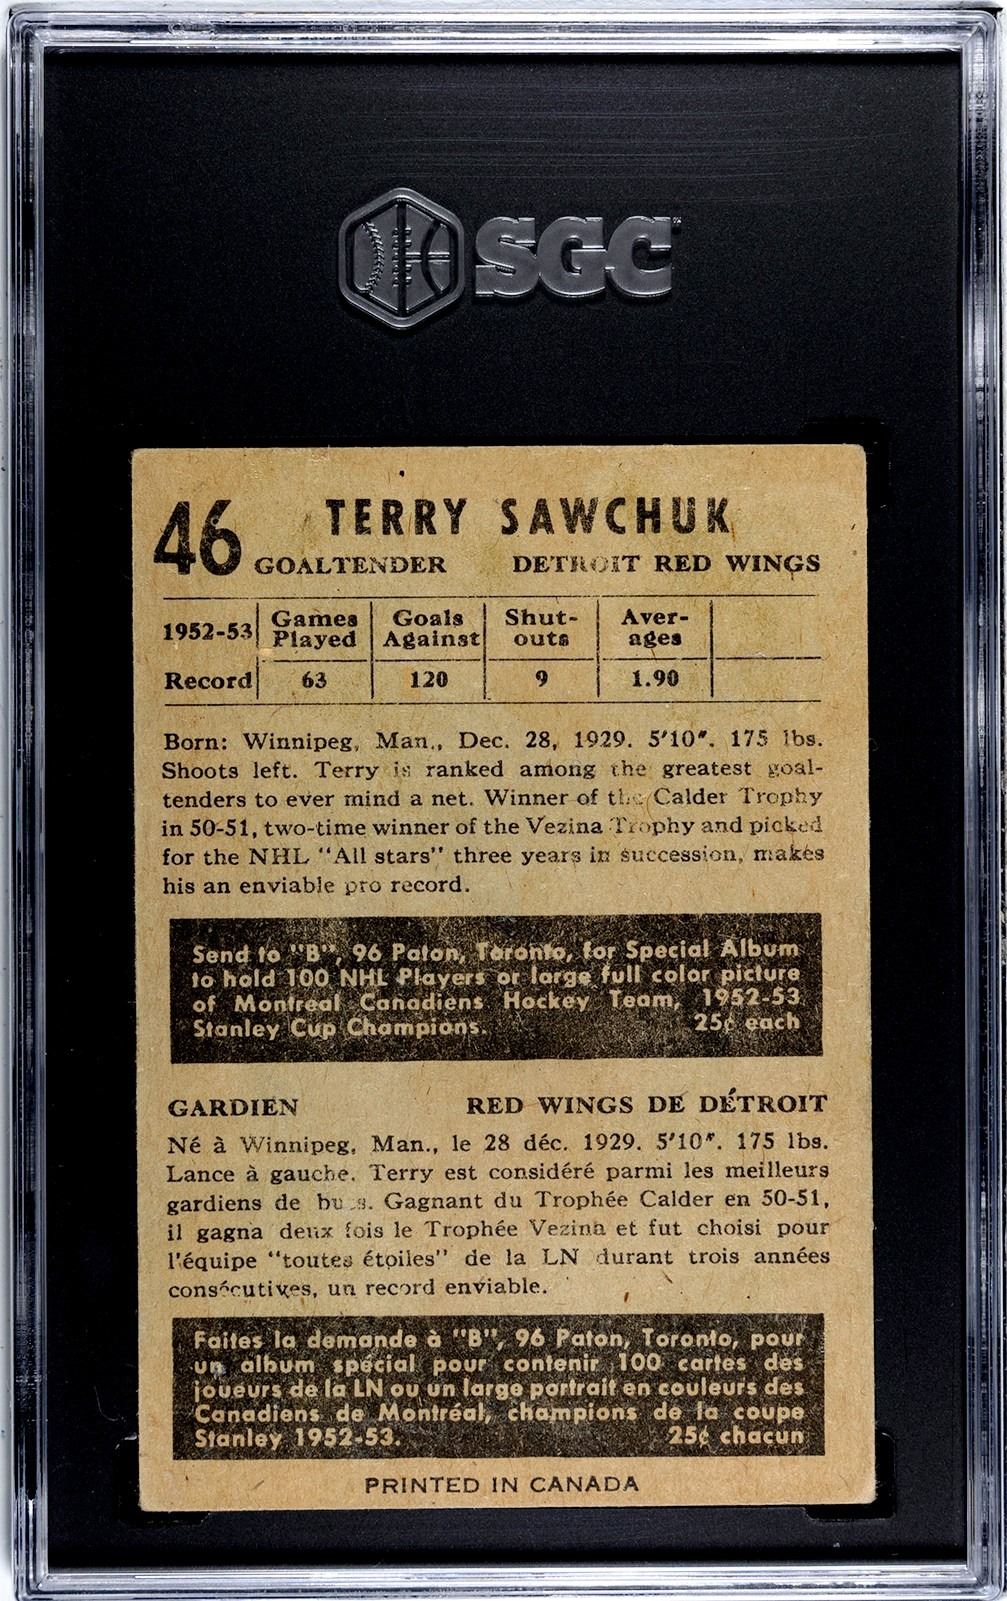 SGC
46 TERRY SAWCHUK
GOALTENDER DETROIT RED WINGS
1952-53 Games Played Goals Against Shut-outs Aver-ages
Record 63 120 9 1.90
Born: Winnipeg, Man., Dec. 28, 1929. 5'10". 175 lbs.
Shoots left. Terry is ranked among the greatest goal-
tenders to ever mind a net. Winner of the Calder Trophy
in 50-51, two-time winner of the Vezina Trophy and picked
for the NHL "All stars" three years in succession, makes
his an enviable pro record.
Send to "B", 96 Paton, Toronto, for Special Album
to hold 100 NHL Players or large full color picture
of Montreal Canadiens Hockey Team, 1952-53
Stanley Cup Champions. 25¢ each
GARDIEN RED WINGS DE DÉTROIT
Né à Winnipeg, Man., le 28 déc. 1929. 5'10". 175 lbs.
Lance à gauche. Terry est considéré parmi les meilleurs
gardiens de buts. Gagnant du Trophée Calder en 50-51,
il gagna deux fois le Trophée Vezina et fut choisi pour
l'équipe "toutes étoiles" de la LN durant trois années
consécutives, un record enviable.
Faites la demande à "B", 96 Paton, Toronto, pour
un album spécial pour contenir 100 cartes des
joueurs de la LN ou un large portrait en couleurs des
Canadiens de Montréal, champions de la coupe
Stanley 1952-53. 25¢ chacun
PRINTED IN CANADA